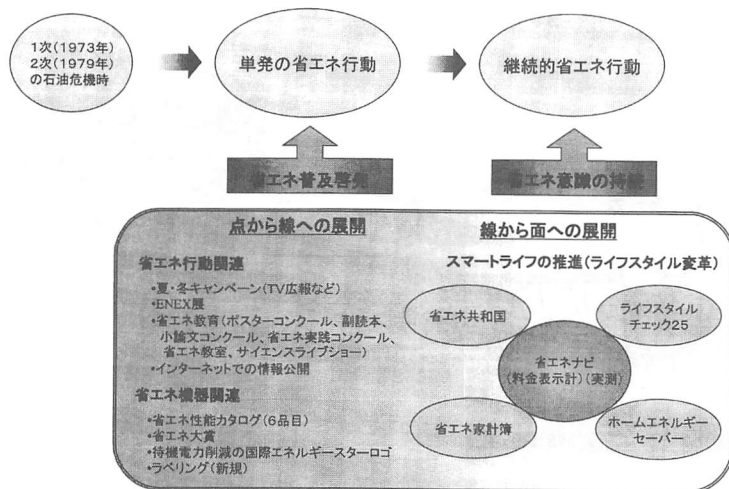 1次(1973年)
2次(1979年)
の石油危機時
単発の省エネ行動
継続的省エネ行動
省エネ普及啓発
省エネ意識の持続
点から線への展開
省エネ行動関連
・夏・冬キャンペーン(TV広報など)
・ENEX展
・省エネ教育(ポスターコンクール、副読本、
小論文コンクール、省エネ実践コンクール、
省エネ教室、サイエンスライブショー)
・インターネットでの情報公開
省エネ機器関連
・省エネ性能カタログ(6品目)
・省エネ大賞
・待機電力削減の国際エネルギースターロゴ
・ラベリング(新規)
線から面への展開
スマートライフの推進(ライフスタイル変革)
省エネ共和国
ライフスタイル
チェック25
省エネナビ
(料金表示計)(実測)
省エネ家計簿
ホームエネルギー
セーバー